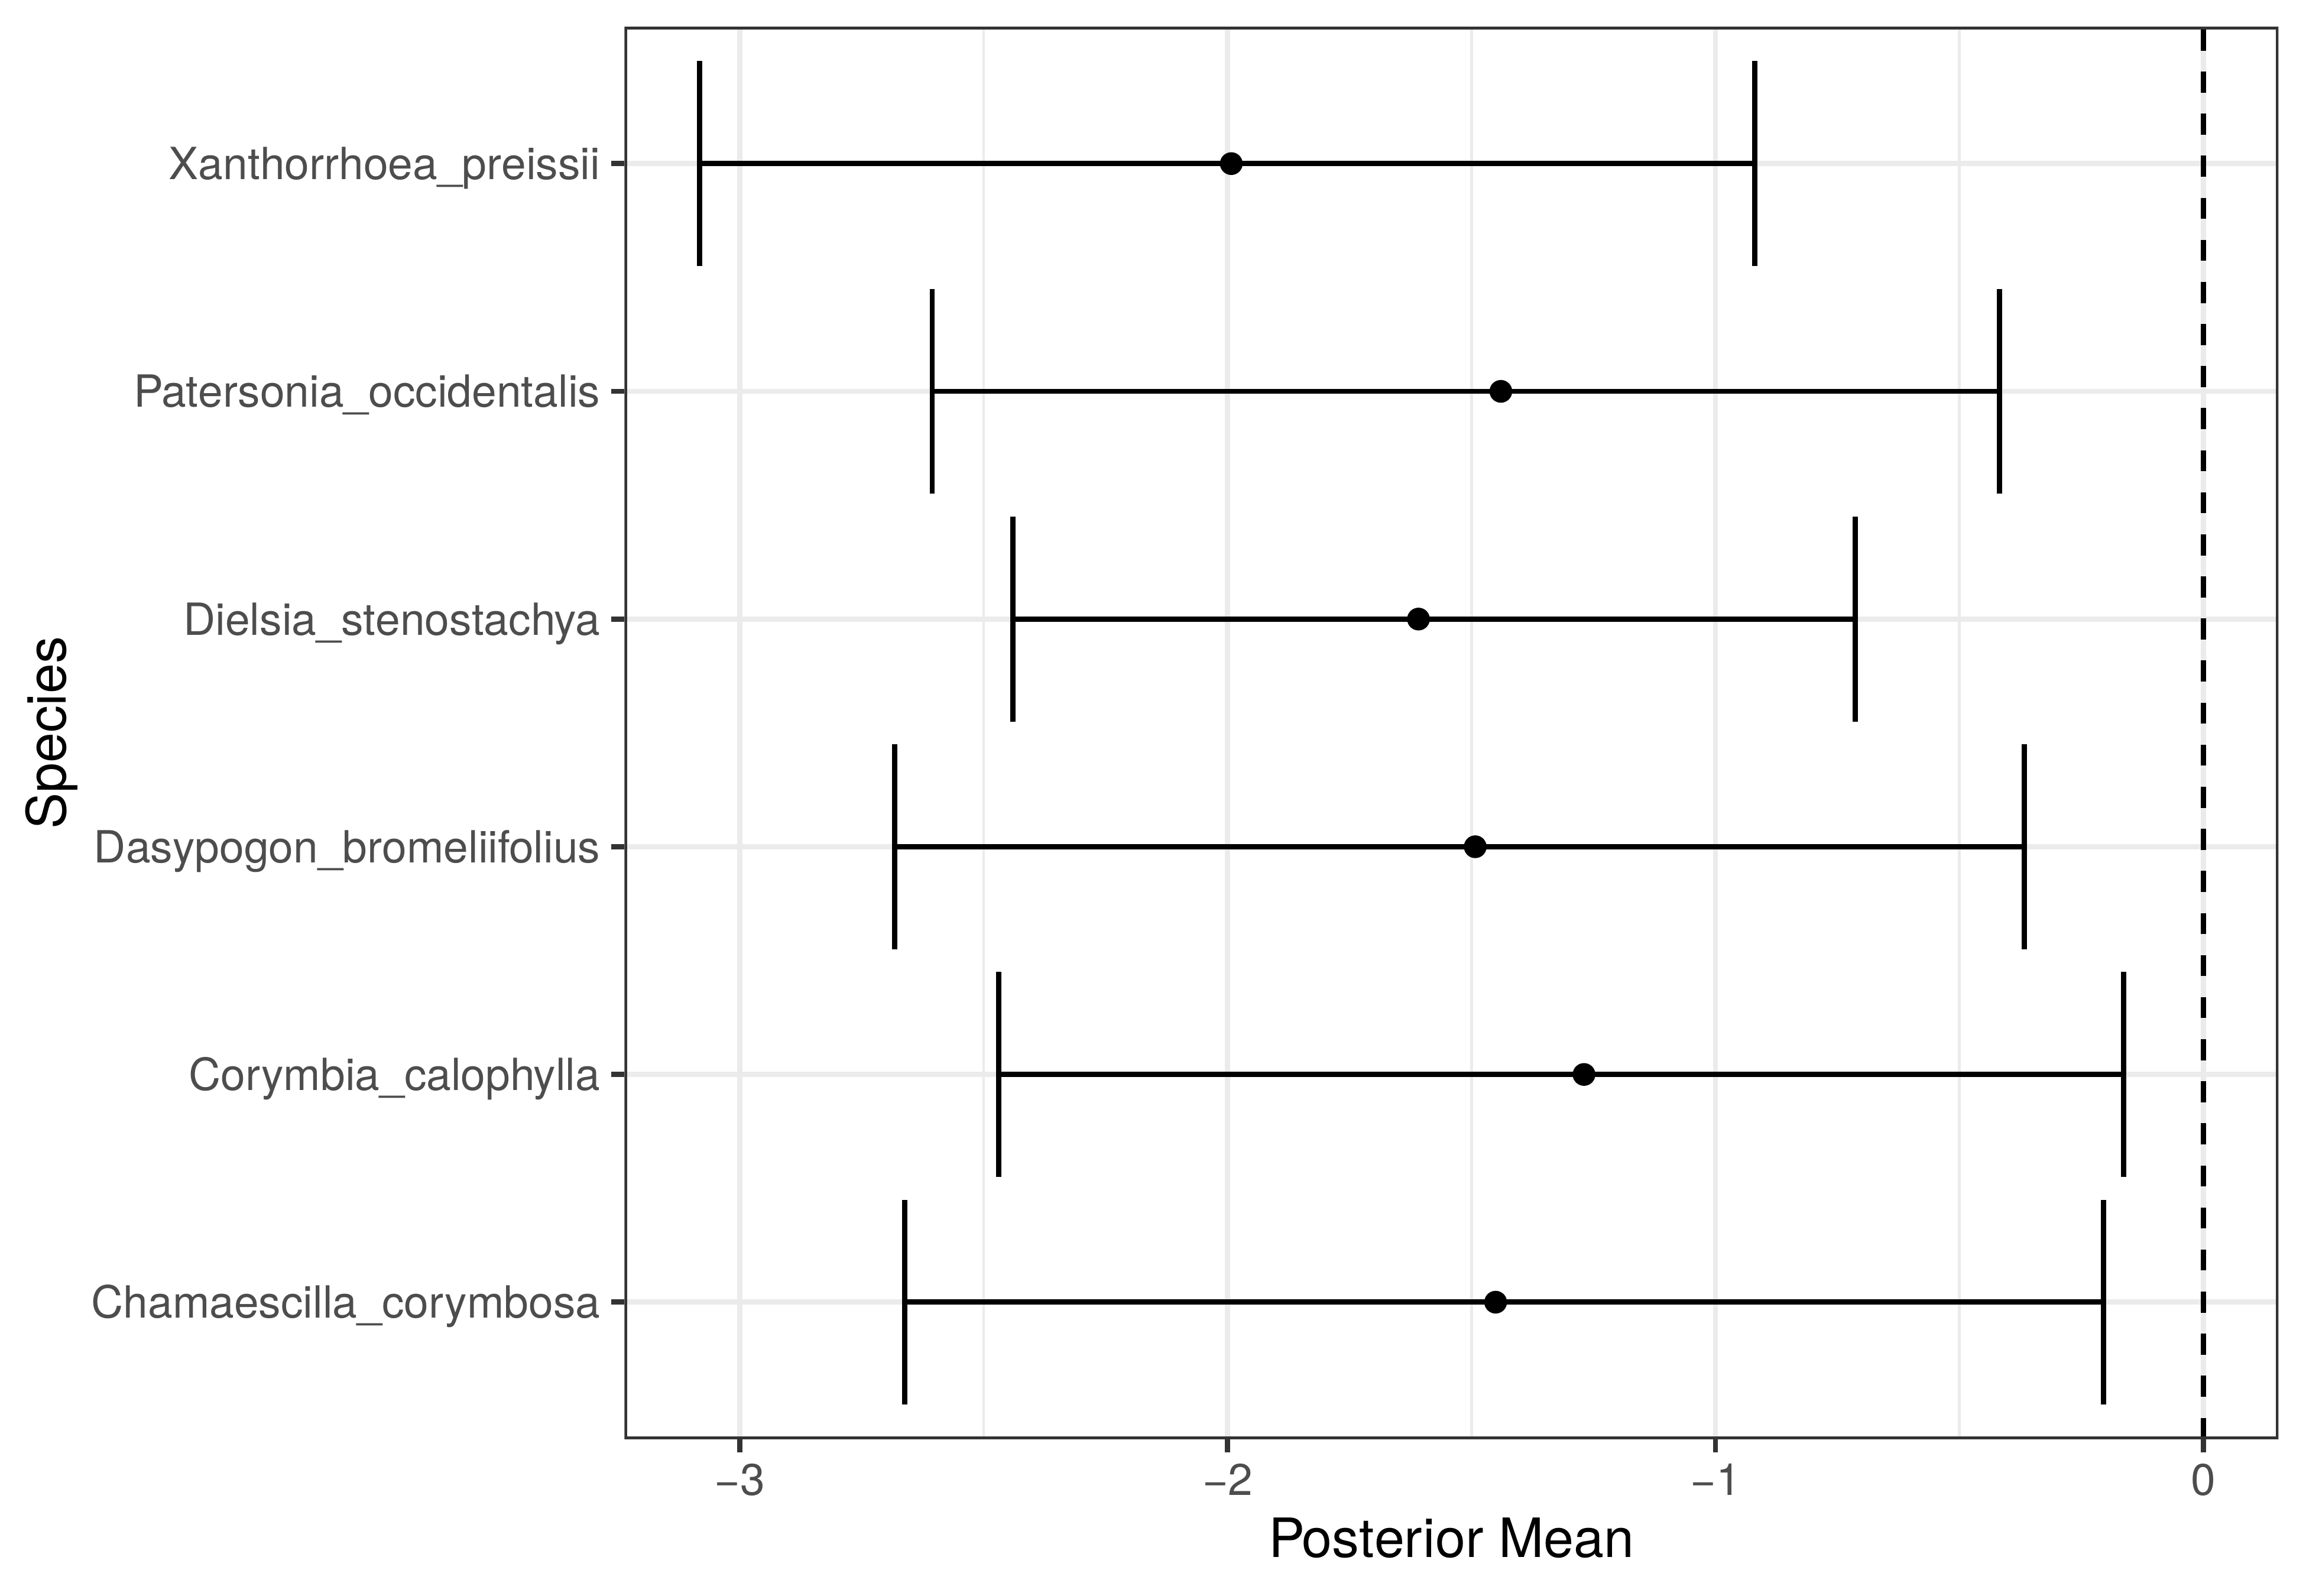 Species
Xanthorrhoea_preissii
Patersonia_occidentalis
Dielsia_stenostachya
Dasypogon_bromeliifolius
Corymbia_calophylla
Chamaescilla_corymbosa
−3 −2 −1 0
Posterior Mean